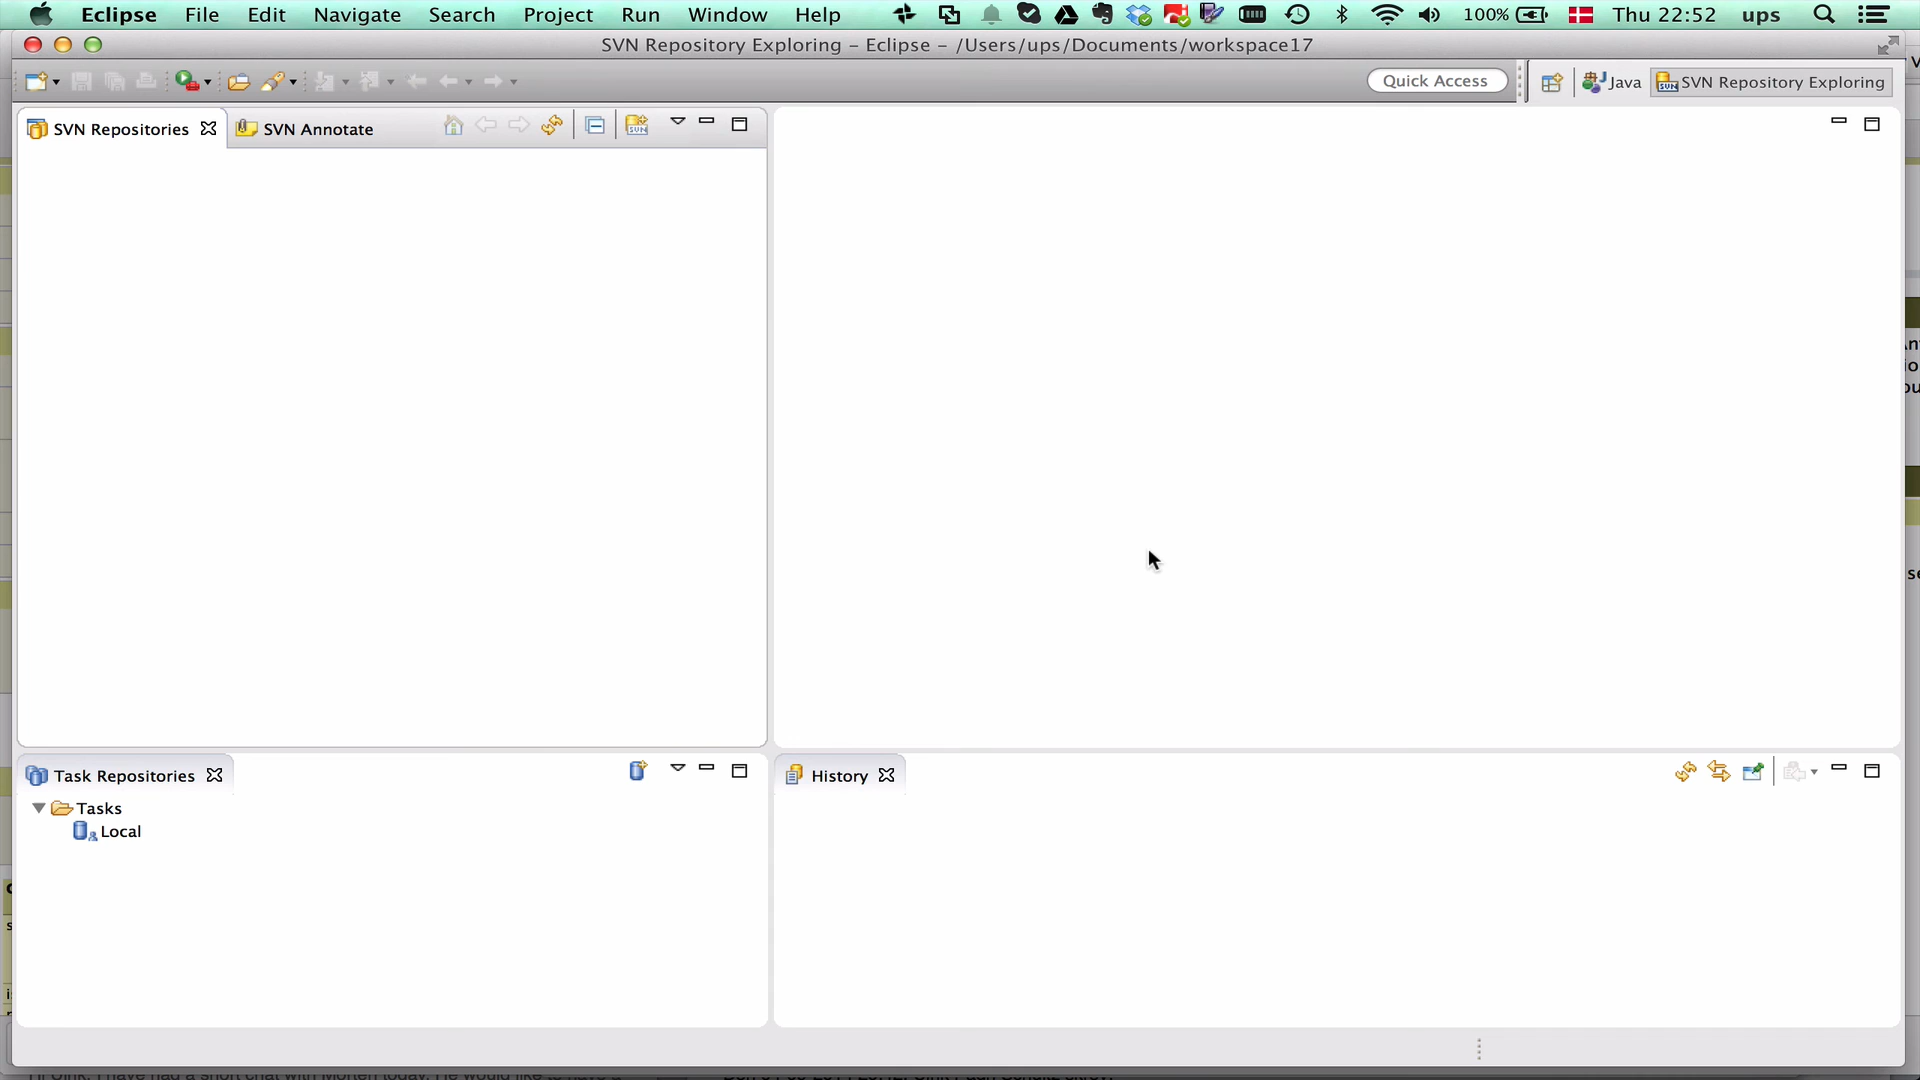 Eclipse File Edit Navigate Search Project Run Window Help 100% Thu 22:52 ups
SVN Repository Exploring – Eclipse – /Users/ups/Documents/workspace17
Quick Access Java SVN Repository Exploring
SVN Repositories SVN Annotate
Task Repositories History
Tasks
Local